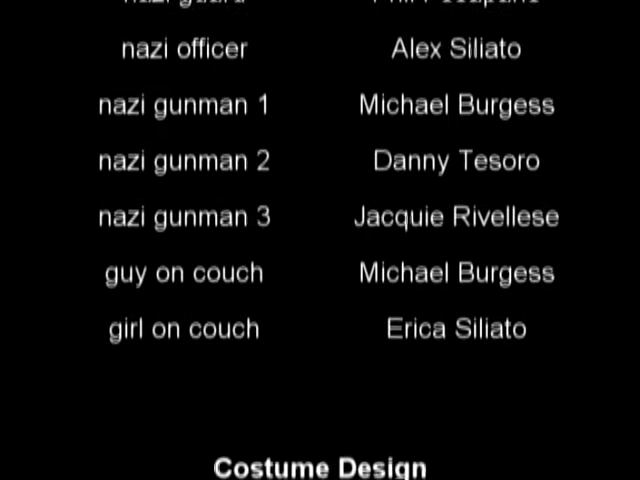 nazi officer Alex Siliato
nazi gunman 1 Michael Burgess
nazi gunman 2 Danny Tesoro
nazi gunman 3 Jacquie Rivellese
guy on couch Michael Burgess
girl on couch Erica Siliato
Costume Design